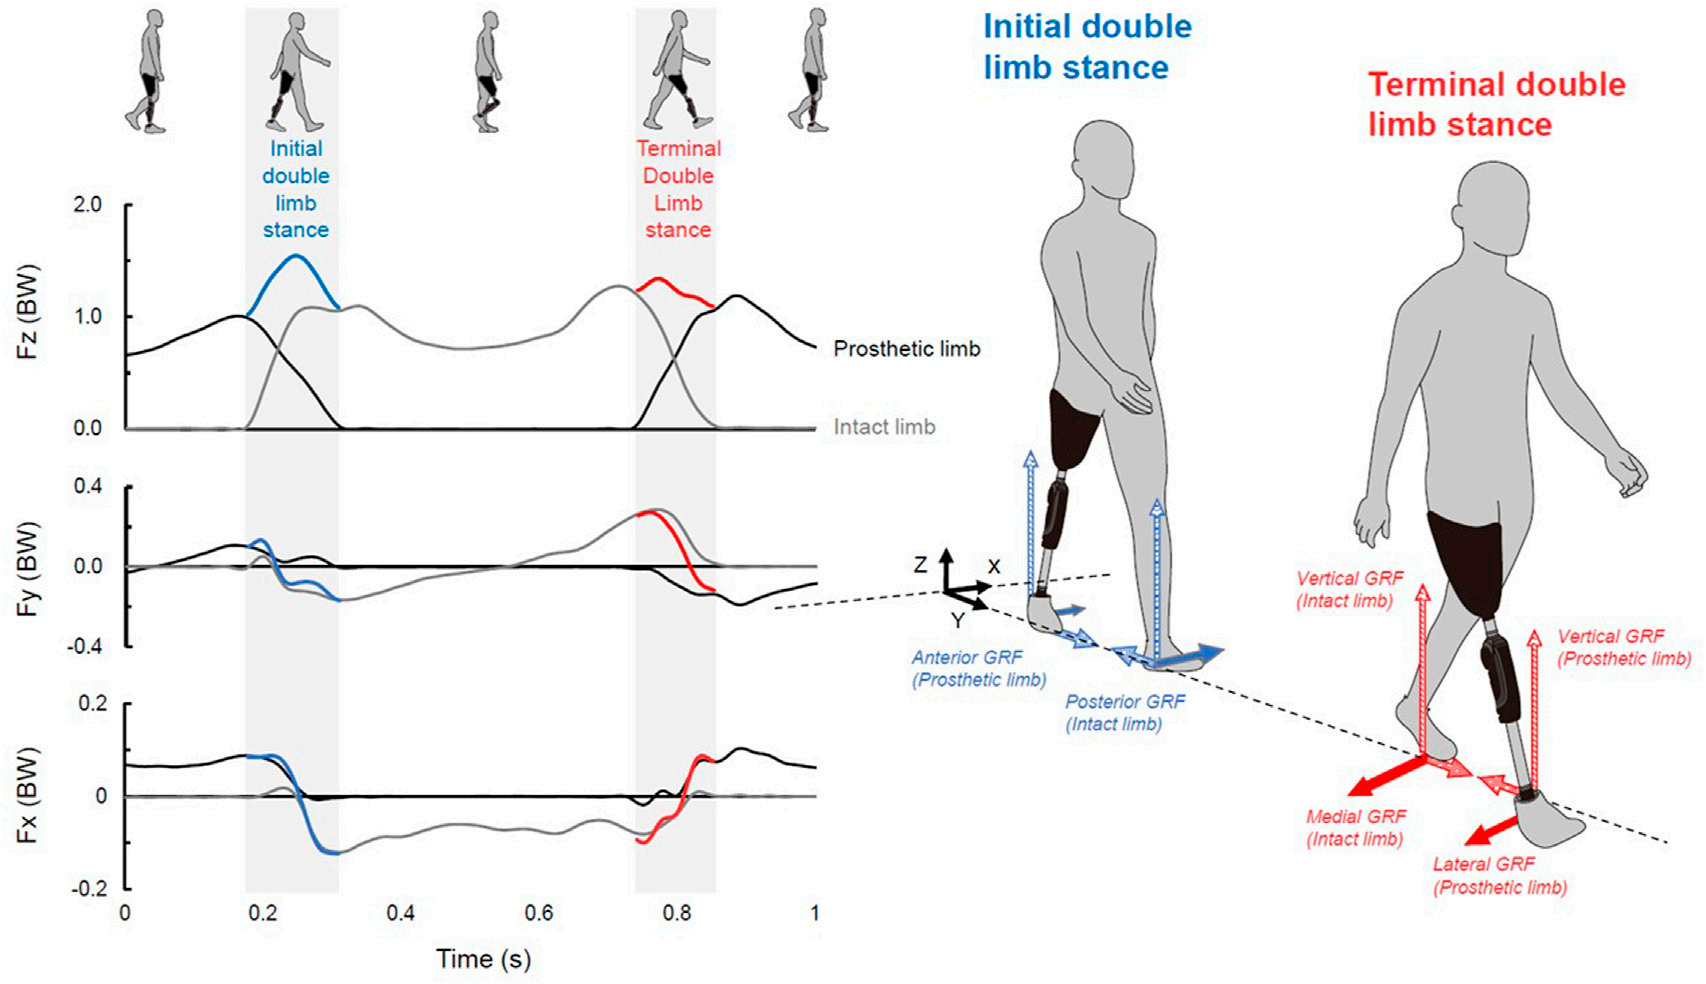 Initial
double
limb
stance
Terminal
Double
Limb
stance
2.0
1.0
0.0
Fz (BW)
Prosthetic limb
Intact limb
0.4
0.0
-0.4
Fy (BW)
0.2
0
-0.2
Fx (BW)
0
0.2
0.4
0.6
0.8
1
Time (s)
Initial double
limb stance
Z
X
Y
Anterior GRF
(Prosthetic limb)
Posterior GRF
(Intact limb)
Terminal double
limb stance
Vertical GRF
(Intact limb)
Vertical GRF
(Prosthetic limb)
Medial GRF
(Intact limb)
Lateral GRF
(Prosthetic limb)